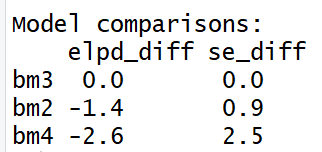 Model comparisons:
    elpd_diff se_diff
bm3  0.0       0.0
bm2 -1.4       0.9
bm4 -2.6       2.5